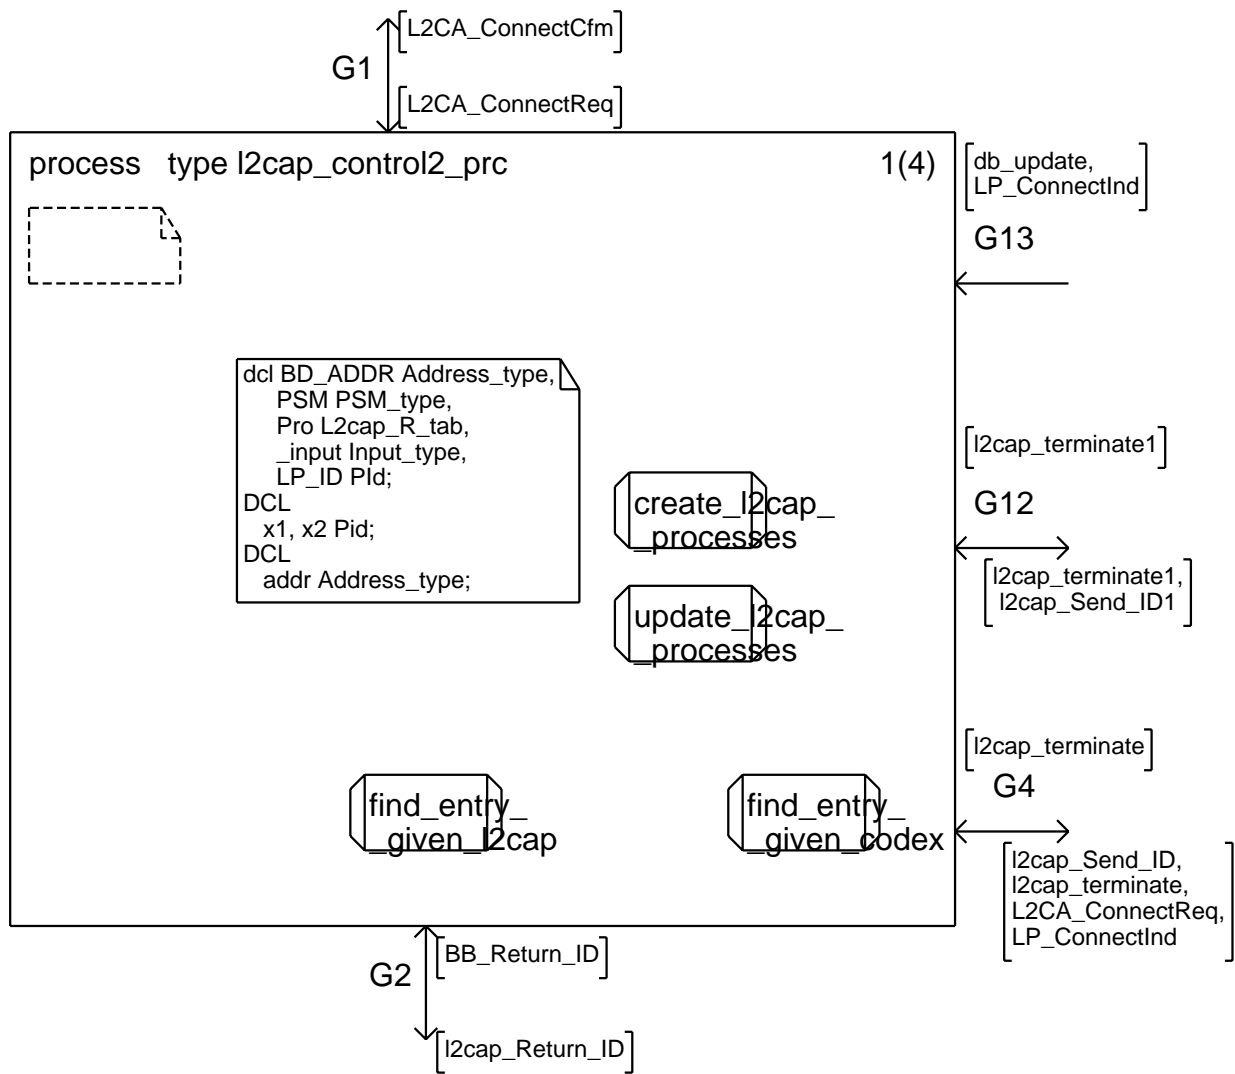 [L2CA_ConnectCfm]
G1
[L2CA_ConnectReq]
process type l2cap_control2_prc 1(4)
[db_update,
LP_ConnectInd]
G13
dcl BD_ADDR Address_type,
PSM PSM_type,
Pro L2cap_R_tab,
_input Input_type,
LP_ID PId;
DCL
x1, x2 Pid;
DCL
addr Address_type;
[l2cap_terminate1]
G12
[l2cap_terminate1,
l2cap_Send_ID1]
create_l2cap_
_processes
update_l2cap_
_processes
[l2cap_terminate]
G4
[l2cap_Send_ID,
l2cap_terminate,
L2CA_ConnectReq,
LP_ConnectInd]
find_entry_
_given_l2cap
find_entry_
_given_codex
[BB_Return_ID]
G2
[l2cap_Return_ID]